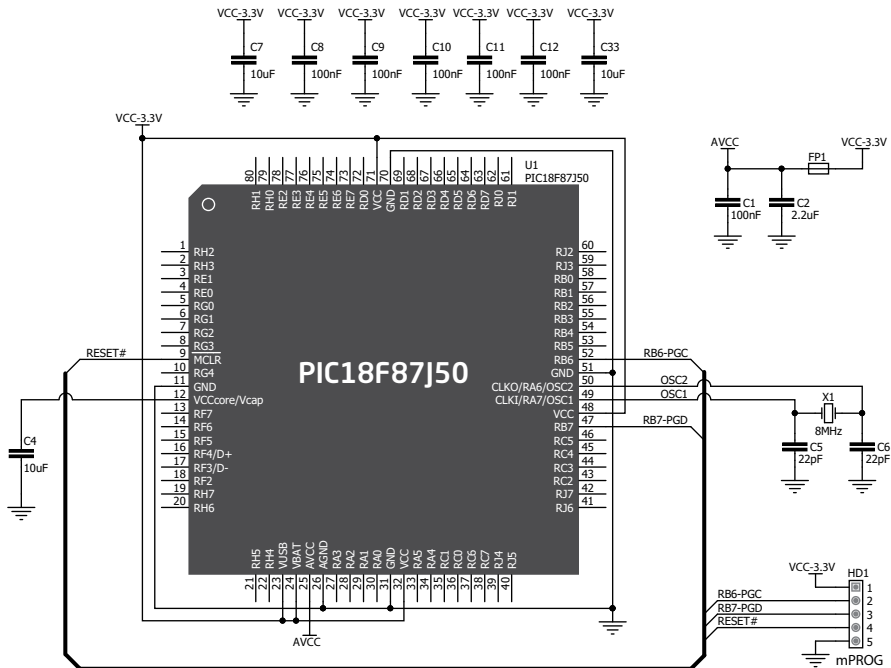 VCC-3.3V VCC-3.3V VCC-3.3V VCC-3.3V VCC-3.3V VCC-3.3V VCC-3.3V
C7 C8 C9 C10 C11 C12 C33
10uF 100nF 100nF 100nF 100nF 100nF 10uF
VCC-3.3V
AVCC VCC-3.3V
FP1
C1 C2
100nF 2.2uF
U1
PIC18F87J50
80 79 78 77 76 75 74 73 72 71 70 69 68 67 66 65 64 63 62 61
RH1 RH0 RE2 RE3 RE4 RE5 RE6 RE7 RD0 VCC GND RD1 RD2 RD3 RD4 RD5 RD6 RD7 RJ0 RJ1
1 RH2 RJ2 60
2 RH3 RJ3 59
3 RE1 RB0 58
4 RE0 RB1 57
5 RG0 RB2 56
6 RG1 RB3 55
7 RG2 RB4 54
8 RG3 RB5 53
RESET# 9 MCLR RB6 52 RB6-PGC
10 RG4 GND 51
11 GND CLKO/RA6/OSC2 50 OSC2
12 VCCcore/Vcap CLKI/RA7/OSC1 49 OSC1
13 RF7 VCC 48
14 RF6 RB7 47 RB7-PGD
15 RF5 RC5 46
16 RF4/D+ RC4 45
17 RF3/D- RC3 44
18 RF2 RC2 43
19 RH7 RJ7 42
20 RH6 RJ6 41
PIC18F87J50
X1
8MHz
C4
10uF
C5 C6
22pF 22pF
RH5 RH4 VUSB VBAT AVCC AGND RA3 RA2 RA1 RA0 GND VCC RA5 RA4 RC1 RC0 RC6 RC7 RJ4 RJ5
21 22 23 24 25 26 27 28 29 30 31 32 33 34 35 36 37 38 39 40
AVCC
VCC-3.3V HD1
1
RB6-PGC 2
RB7-PGD 3
RESET# 4
5
mPROG